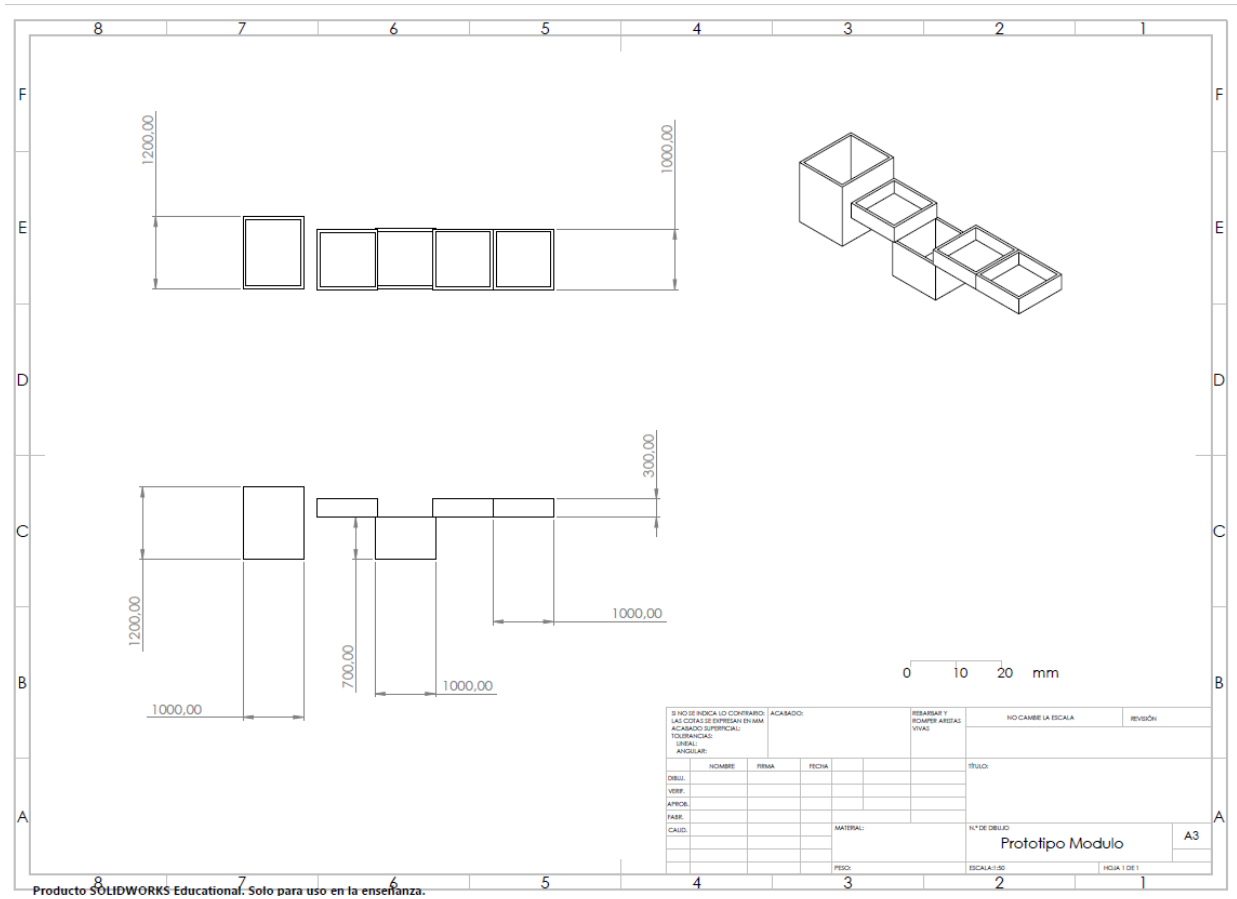 8 7 6 5 4 3 2 1
F F
1200,00
1000,00
E E
D D
300,00
C C
1200,00
1000,00
700,00
1000,00
1000,00
B B
0 10 20 mm
SI NO SE INDICA LO CONTRARIO:
LAS COTAS SE EXPRESAN EN MM
ACABADO SUPERFICIAL:
TOLERANCIAS:
LINEAL:
ANGULAR:
ACABADO:
REBARBAR Y
ROMPER ARISTAS
VIVAS
NO CAMBIE LA ESCALA
REVISIÓN
NOMBRE FIRMA FECHA
TÍTULO:
DIBUJ.
VERIF.
APROB.
FABR.
CALID.
MATERIAL:
N.º DE DIBUJO
Prototipo Modulo
A3
PESO:
ESCALA:1:50
HOJA 1 DE 1
A A
8 7 6 5 4 3 2 1
Producto SOLIDWORKS Educational. Solo para uso en la enseñanza.